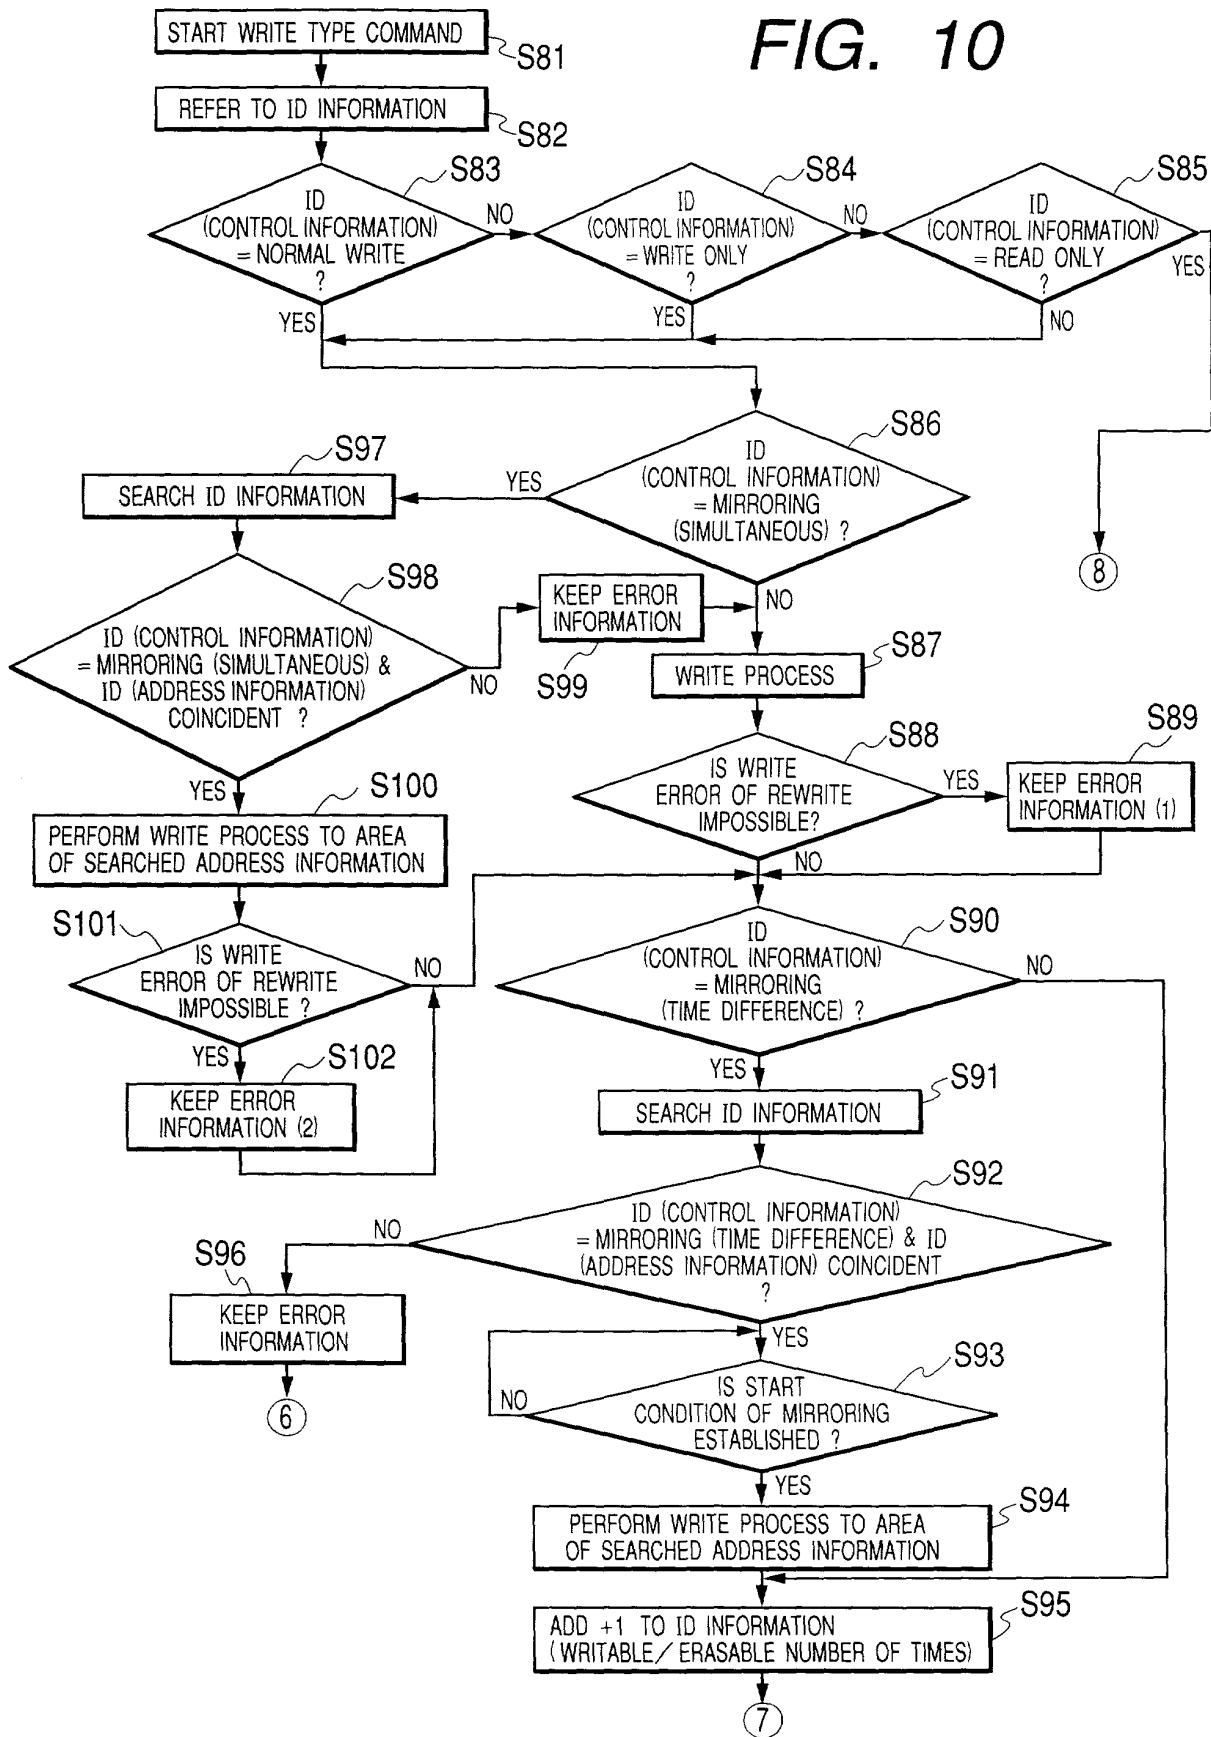 FIG. 10
START WRITE TYPE COMMAND
S81
REFER TO ID INFORMATION
S82
S83
ID
(CONTROL INFORMATION)
= NORMAL WRITE
?
NO
YES
S84
ID
(CONTROL INFORMATION)
= WRITE ONLY
?
NO
YES
S85
ID
(CONTROL INFORMATION)
= READ ONLY
?
YES
NO
8
S86
ID
(CONTROL INFORMATION)
= MIRRORING
(SIMULTANEOUS) ?
YES
NO
S97
SEARCH ID INFORMATION
S98
ID (CONTROL INFORMATION)
= MIRRORING (SIMULTANEOUS) &
ID (ADDRESS INFORMATION)
COINCIDENT ?
NO
YES
KEEP ERROR
INFORMATION
S99
S87
WRITE PROCESS
S88
IS WRITE
ERROR OF REWRITE
IMPOSSIBLE?
YES
NO
S89
KEEP ERROR
INFORMATION (1)
S100
PERFORM WRITE PROCESS TO AREA
OF SEARCHED ADDRESS INFORMATION
S101
IS WRITE
ERROR OF REWRITE
IMPOSSIBLE ?
NO
YES
S102
KEEP ERROR
INFORMATION (2)
S90
ID
(CONTROL INFORMATION)
= MIRRORING
(TIME DIFFERENCE) ?
NO
YES
S91
SEARCH ID INFORMATION
S92
ID (CONTROL INFORMATION)
= MIRRORING (TIME DIFFERENCE) & ID
(ADDRESS INFORMATION) COINCIDENT
?
NO
YES
S96
KEEP ERROR
INFORMATION
6
S93
IS START
CONDITION OF MIRRORING
ESTABLISHED ?
NO
YES
S94
PERFORM WRITE PROCESS TO AREA
OF SEARCHED ADDRESS INFORMATION
S95
ADD +1 TO ID INFORMATION
(WRITABLE/ERASABLE NUMBER OF TIMES)
7